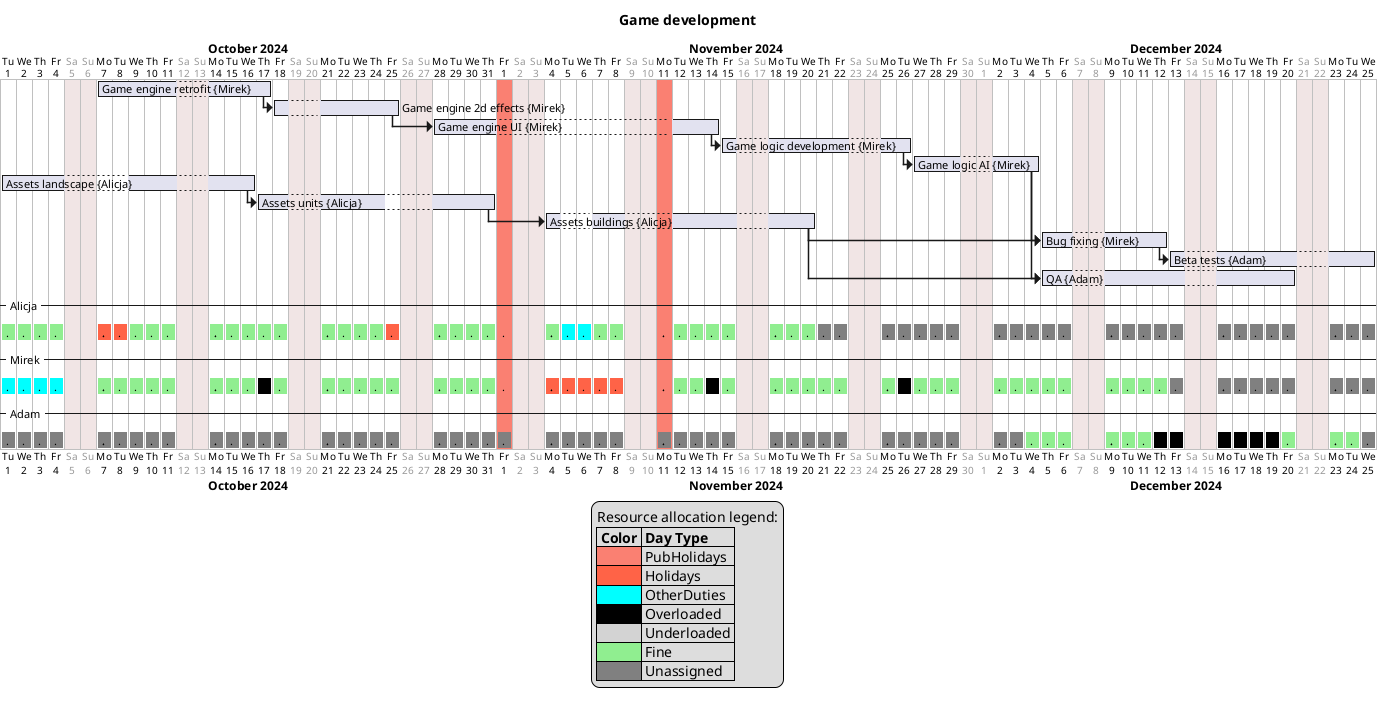 Game development
October 2024 November 2024 December 2024
Tu We Th Fr Sa Su Mo Tu We Th Fr Sa Su Mo Tu We Th Fr Sa Su Mo Tu We Th Fr Sa Su Mo Tu We Th Fr Sa Su Mo Tu We Th Fr Sa Su Mo Tu We Th Fr Sa Su Mo Tu We Th Fr Sa Su Mo Tu We Th Fr Sa Su Mo Tu We Th Fr Sa Su Mo Tu We Th Fr Sa Su Mo Tu We Th Fr Sa Su Mo Tu We
1 2 3 4 5 6 7 8 9 10 11 12 13 14 15 16 17 18 19 20 21 22 23 24 25 26 27 28 29 30 31 1 2 3 4 5 6 7 8 9 10 11 12 13 14 15 16 17 18 19 20 21 22 23 24 25 26 27 28 29 30 1 2 3 4 5 6 7 8 9 10 11 12 13 14 15 16 17 18 19 20 21 22 23 24 25
Game engine retrofit {Mirek}
Game engine 2d effects {Mirek}
Game engine UI {Mirek}
Game logic development {Mirek}
Game logic AI {Mirek}
Assets landscape {Alicja}
Assets units {Alicja}
Assets buildings {Alicja}
Bug fixing {Mirek}
Beta tests {Adam}
QA {Adam}
Alicja
Mirek
Adam
Tu We Th Fr Sa Su Mo Tu We Th Fr Sa Su Mo Tu We Th Fr Sa Su Mo Tu We Th Fr Sa Su Mo Tu We Th Fr Sa Su Mo Tu We Th Fr Sa Su Mo Tu We Th Fr Sa Su Mo Tu We Th Fr Sa Su Mo Tu We Th Fr Sa Su Mo Tu We Th Fr Sa Su Mo Tu We Th Fr Sa Su Mo Tu We Th Fr Sa Su Mo Tu We
1 2 3 4 5 6 7 8 9 10 11 12 13 14 15 16 17 18 19 20 21 22 23 24 25 26 27 28 29 30 31 1 2 3 4 5 6 7 8 9 10 11 12 13 14 15 16 17 18 19 20 21 22 23 24 25 26 27 28 29 30 1 2 3 4 5 6 7 8 9 10 11 12 13 14 15 16 17 18 19 20 21 22 23 24 25
October 2024 November 2024 December 2024
Resource allocation legend:
Color Day Type
PubHolidays
Holidays
OtherDuties
Overloaded
Underloaded
Fine
Unassigned